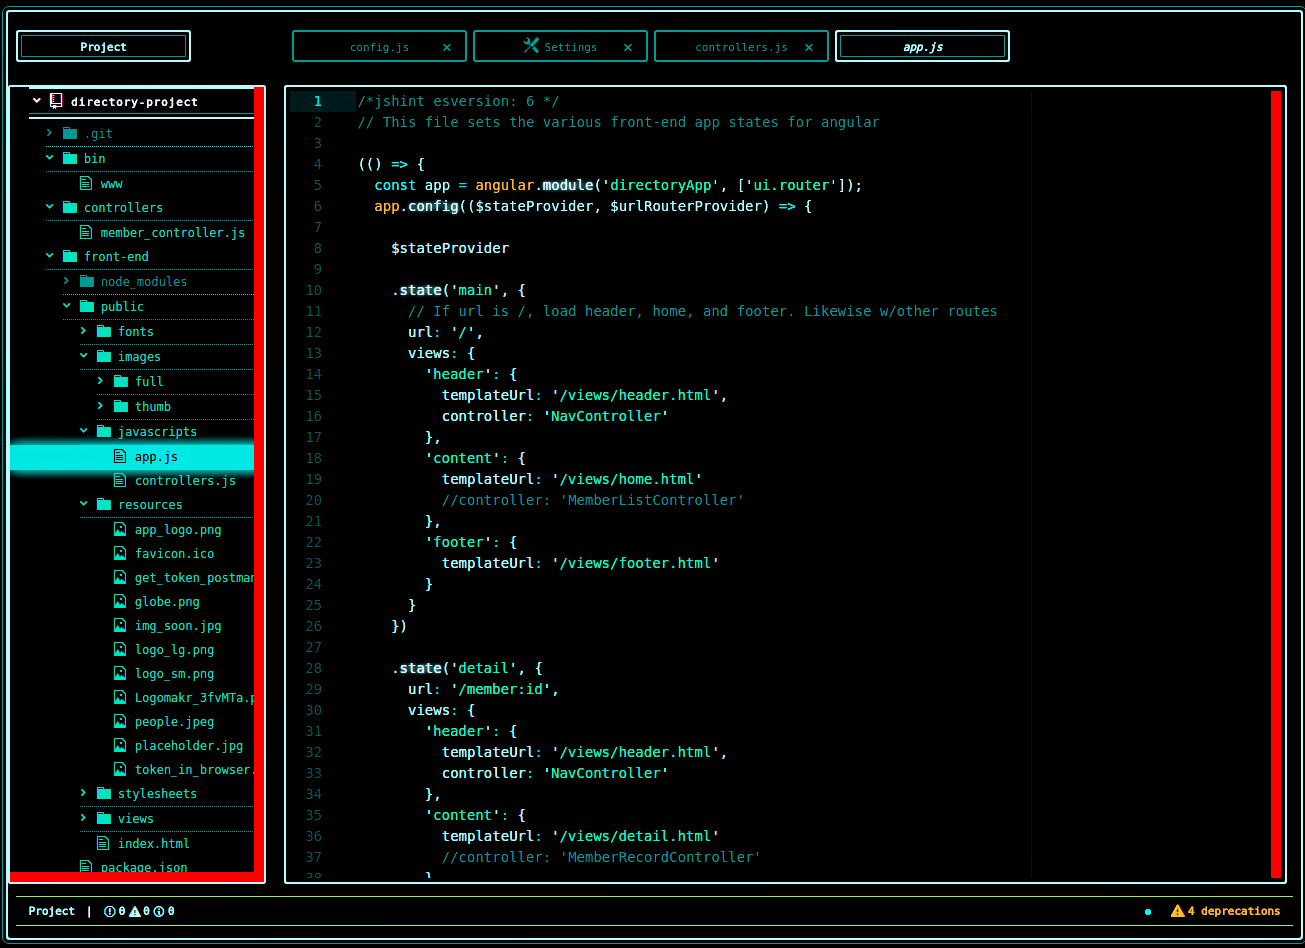 Project
config.js ×
Settings ×
controllers.js ×
app.js
directory-project
.git
bin
www
controllers
member_controller.js
front-end
node_modules
public
fonts
images
full
thumb
javascripts
app.js
controllers.js
resources
app_logo.png
favicon.ico
get_token_postman
globe.png
img_soon.jpg
logo_lg.png
logo_sm.png
Logomakr_3fvMTa.p
people.jpeg
placeholder.jpg
token_in_browser.
stylesheets
views
index.html
package.json
1 /*jshint esversion: 6 */
2 // This file sets the various front-end app states for angular
3
4 (() => {
5 const app = angular.module('directoryApp', ['ui.router']);
6 app.config(($stateProvider, $urlRouterProvider) => {
7
8 $stateProvider
9
10 .state('main', {
11 // If url is /, load header, home, and footer. Likewise w/other routes
12 url: '/',
13 views: {
14 'header': {
15 templateUrl: '/views/header.html',
16 controller: 'NavController'
17 },
18 'content': {
19 templateUrl: '/views/home.html'
20 //controller: 'MemberListController'
21 },
22 'footer': {
23 templateUrl: '/views/footer.html'
24 }
25 }
26 })
27
28 .state('detail', {
29 url: '/member:id',
30 views: {
31 'header': {
32 templateUrl: '/views/header.html',
33 controller: 'NavController'
34 },
35 'content': {
36 templateUrl: '/views/detail.html'
37 //controller: 'MemberRecordController'
38 }
Project | 0 0 0
4 deprecations